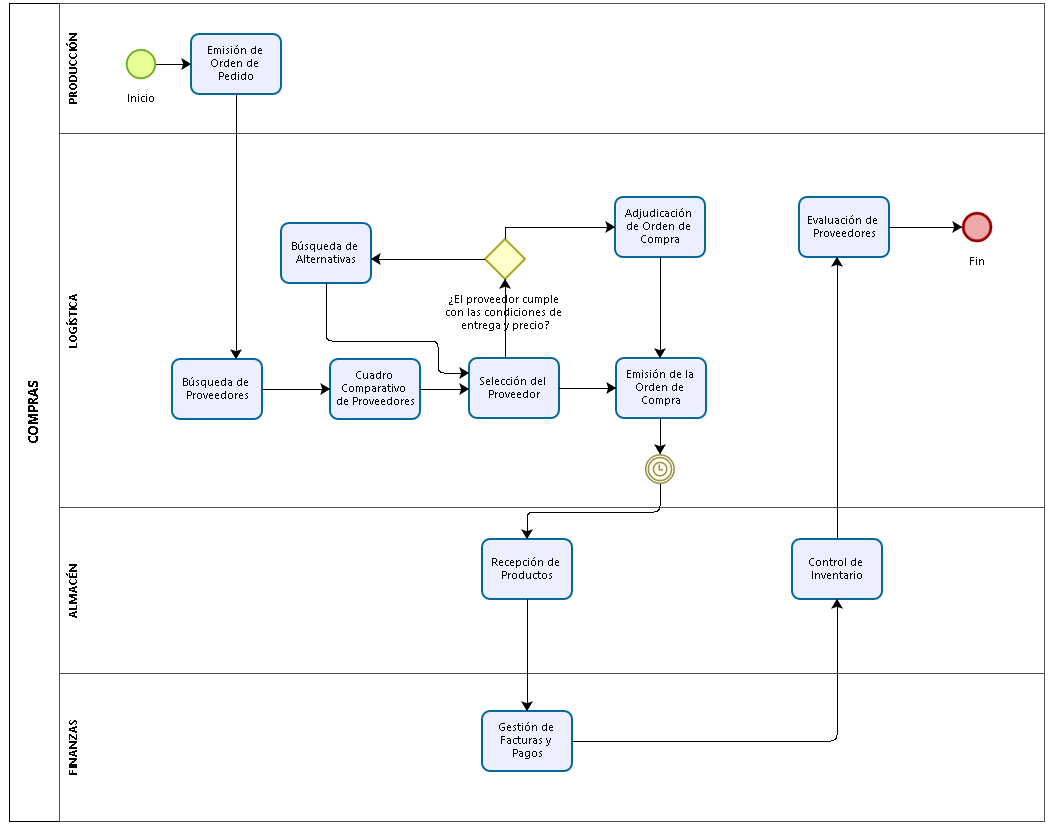 COMPRAS
PRODUCCIÓN
Inicio
Emisión de
Orden de
Pedido
LOGÍSTICA
Búsqueda de
Alternativas
¿El proveedor cumple
con las condiciones de
entrega y precio?
Adjudicación
de Orden de
Compra
Evaluación de
Proveedores
Fin
Búsqueda de
Proveedores
Cuadro
Comparativo
de Proveedores
Selección del
Proveedor
Emisión de la
Orden de
Compra
ALMACÉN
Recepción de
Productos
Control de
Inventario
FINANZAS
Gestión de
Facturas y
Pagos